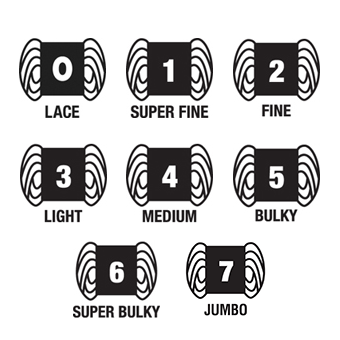 0 1 2
LACE SUPER FINE FINE
3 4 5
LIGHT MEDIUM BULKY
6 7
SUPER BULKY JUMBO